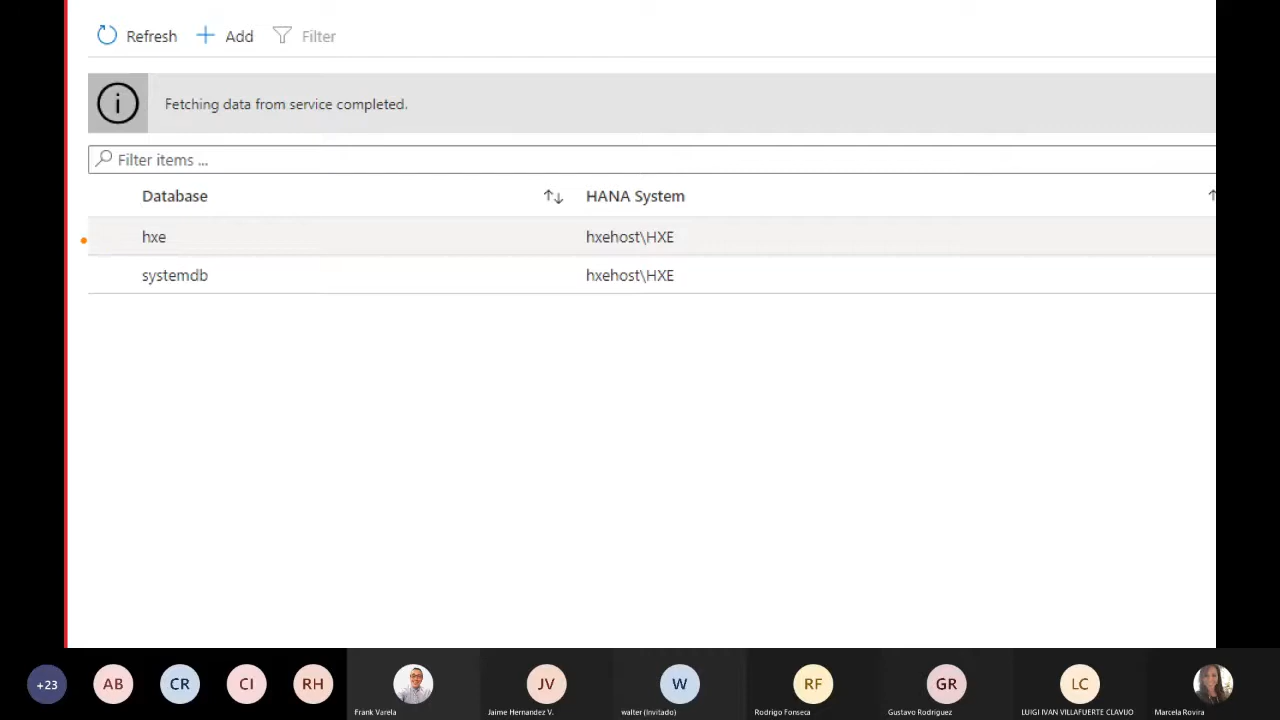 Refresh Add Filter
Fetching data from service completed.
Filter items ...
Database HANA System
hxe hxehost\HXE
systemdb hxehost\HXE
+23 AB CR CI RH JV W RF GR LC
Frank Varela Jaime Hernandez V. walter (Invitado) Rodrigo Fonseca Gustavo Rodriguez LUIGI IVAN VILLAFUERTE CLAVIJO Marcela Rovira